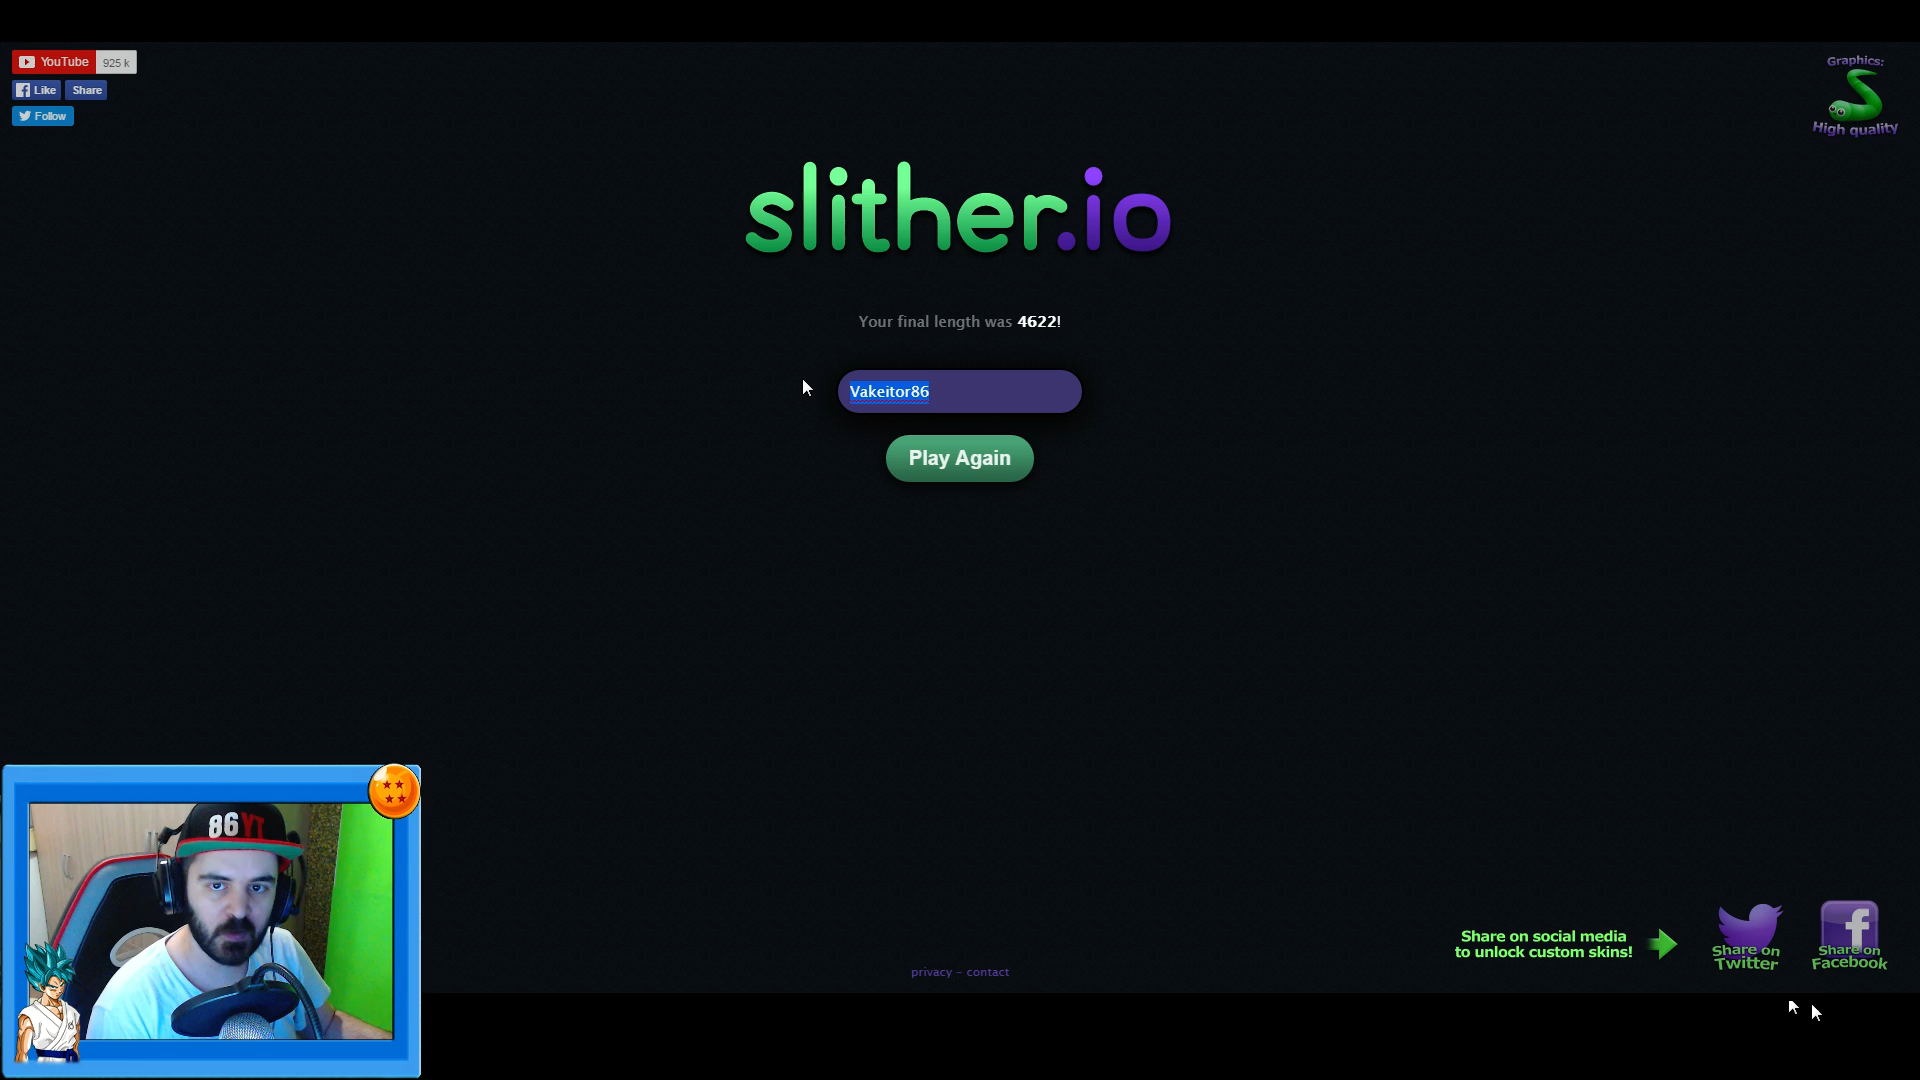 YouTube 925 k
Like Share
Follow
Graphics:
High quality
slither.io
Your final length was 4622!
Vakeitor86
Play Again
86YT
Share on social media
to unlock custom skins!
Share on
Twitter
Share on
Facebook
privacy - contact